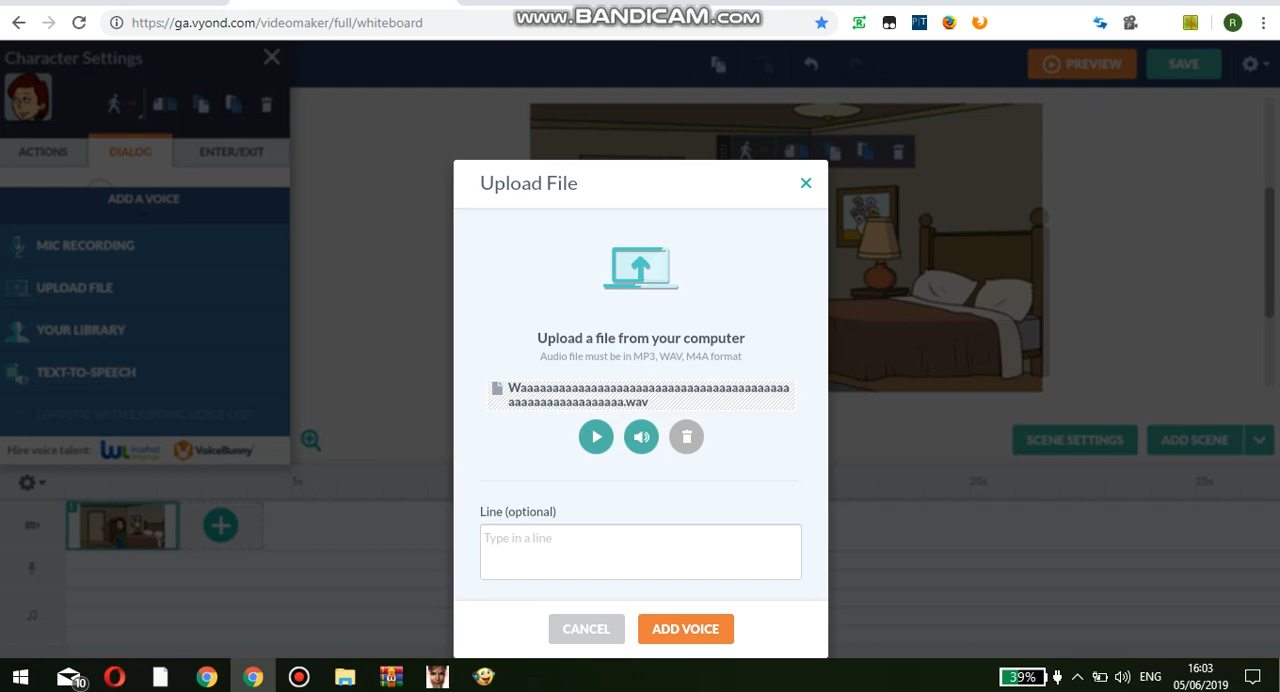 www.BANDICAM.com
https://ga.vyond.com/videomaker/full/whiteboard
R
Character Settings
PREVIEW
SAVE
ACTIONS
DIALOG
ENTER/EXIT
ADD A VOICE
MIC RECORDING
UPLOAD FILE
YOUR LIBRARY
TEXT-TO-SPEECH
Hire voice talent:
VoiceBunny
Upload File
Upload a file from your computer
Audio file must be in MP3, WAV, M4A format
Waaaaaaaaaaaaaaaaaaaaaaaaaaaaaaaaaaaaaaaaaa
aaaaaaaaaaaaaaaaaa.wav
Line (optional)
Type in a line
CANCEL
ADD VOICE
SCENE SETTINGS
ADD SCENE
5s
20s
25s
39%
ENG
16:03
05/06/2019